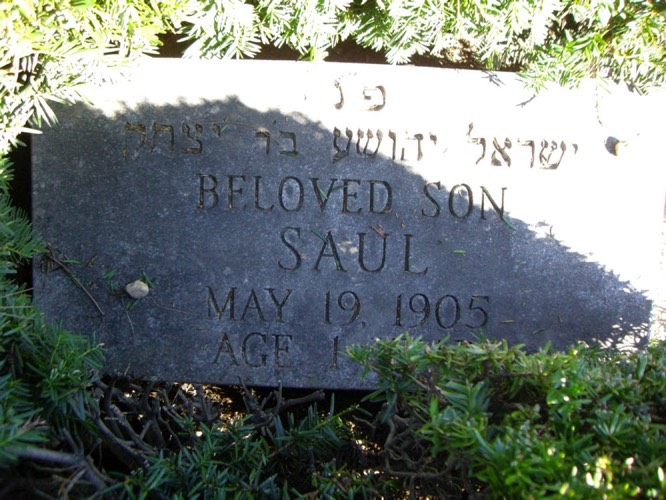 פ נ
ישראל יהושע בר יצחק
BELOVED SON
SAUL
MAY 19, 1905
AGE 1